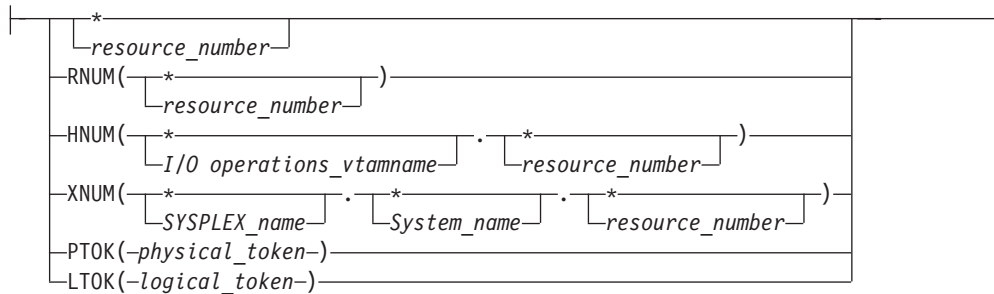 *
resource_number
RNUM( * )
resource_number
HNUM( * . * )
I/O operations_vtamname resource_number
XNUM( * . * . * )
SYSPLEX_name System_name resource_number
PTOK(physical_token)
LTOK(logical_token)